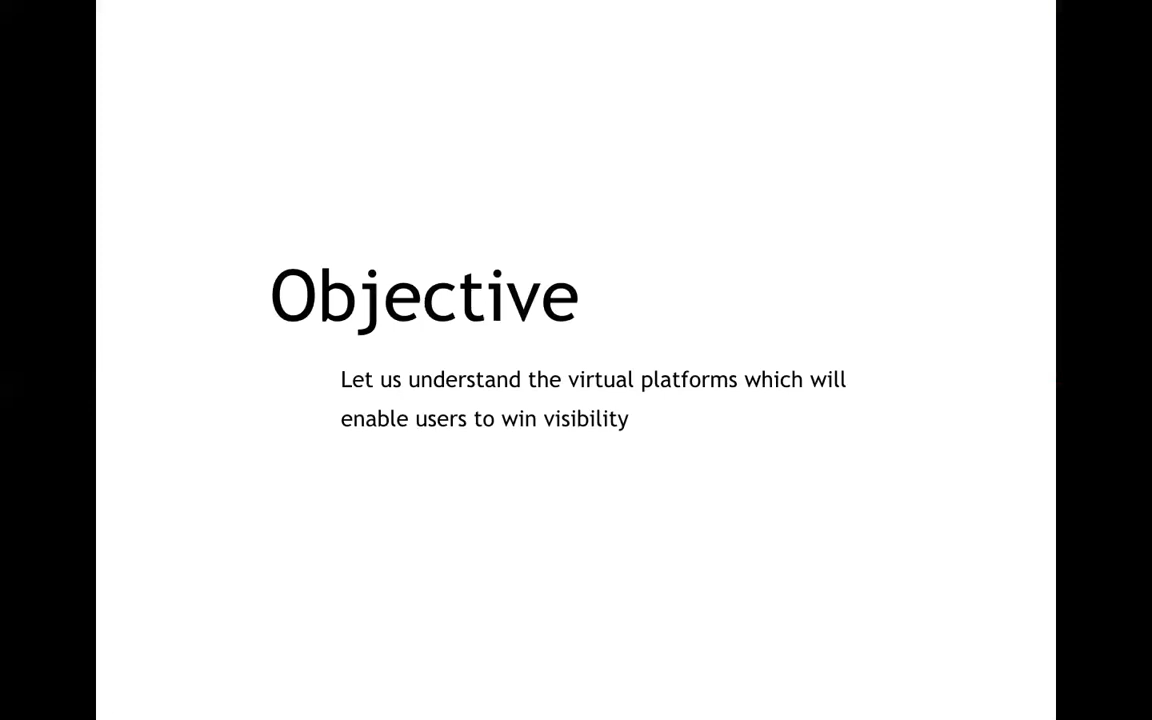 Objective
Let us understand the virtual platforms which will
enable users to win visibility